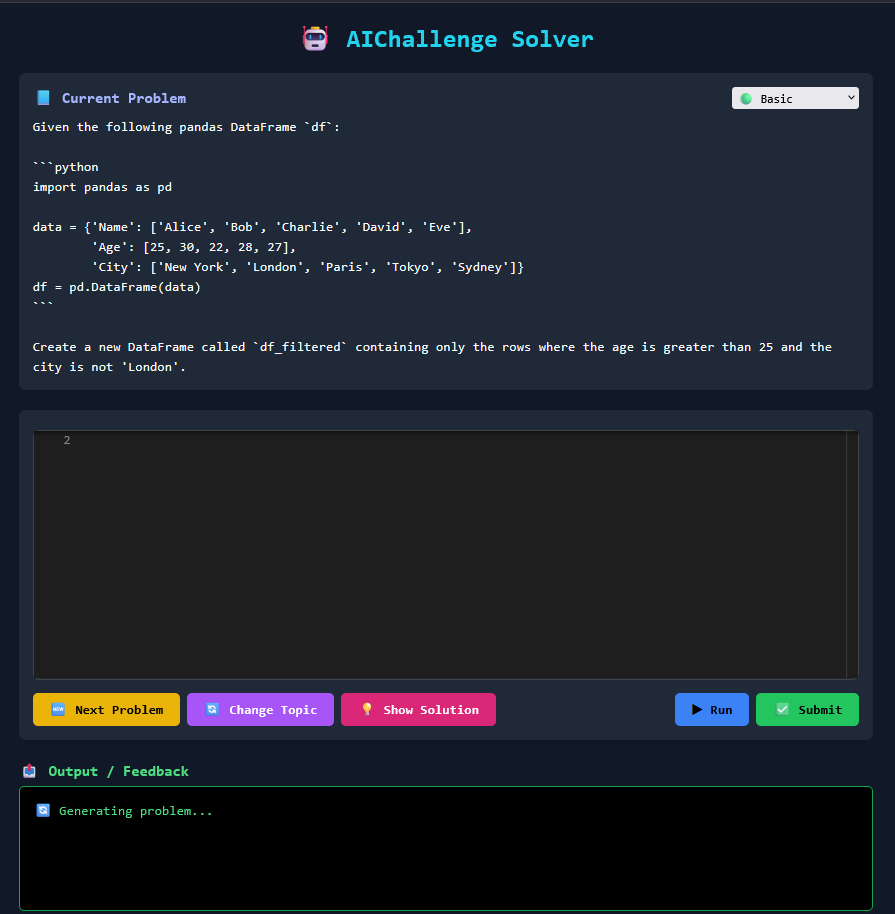 AIChallenge Solver
Current Problem
Basic
Given the following pandas DataFrame `df`:
```python
import pandas as pd
data = {'Name': ['Alice', 'Bob', 'Charlie', 'David', 'Eve'],
        'Age': [25, 30, 22, 28, 27],
        'City': ['New York', 'London', 'Paris', 'Tokyo', 'Sydney']}
df = pd.DataFrame(data)
```
Create a new DataFrame called `df_filtered` containing only the rows where the age is greater than 25 and the
city is not 'London'.
2
NEW Next Problem
Change Topic
Show Solution
Run
Submit
Output / Feedback
Generating problem...